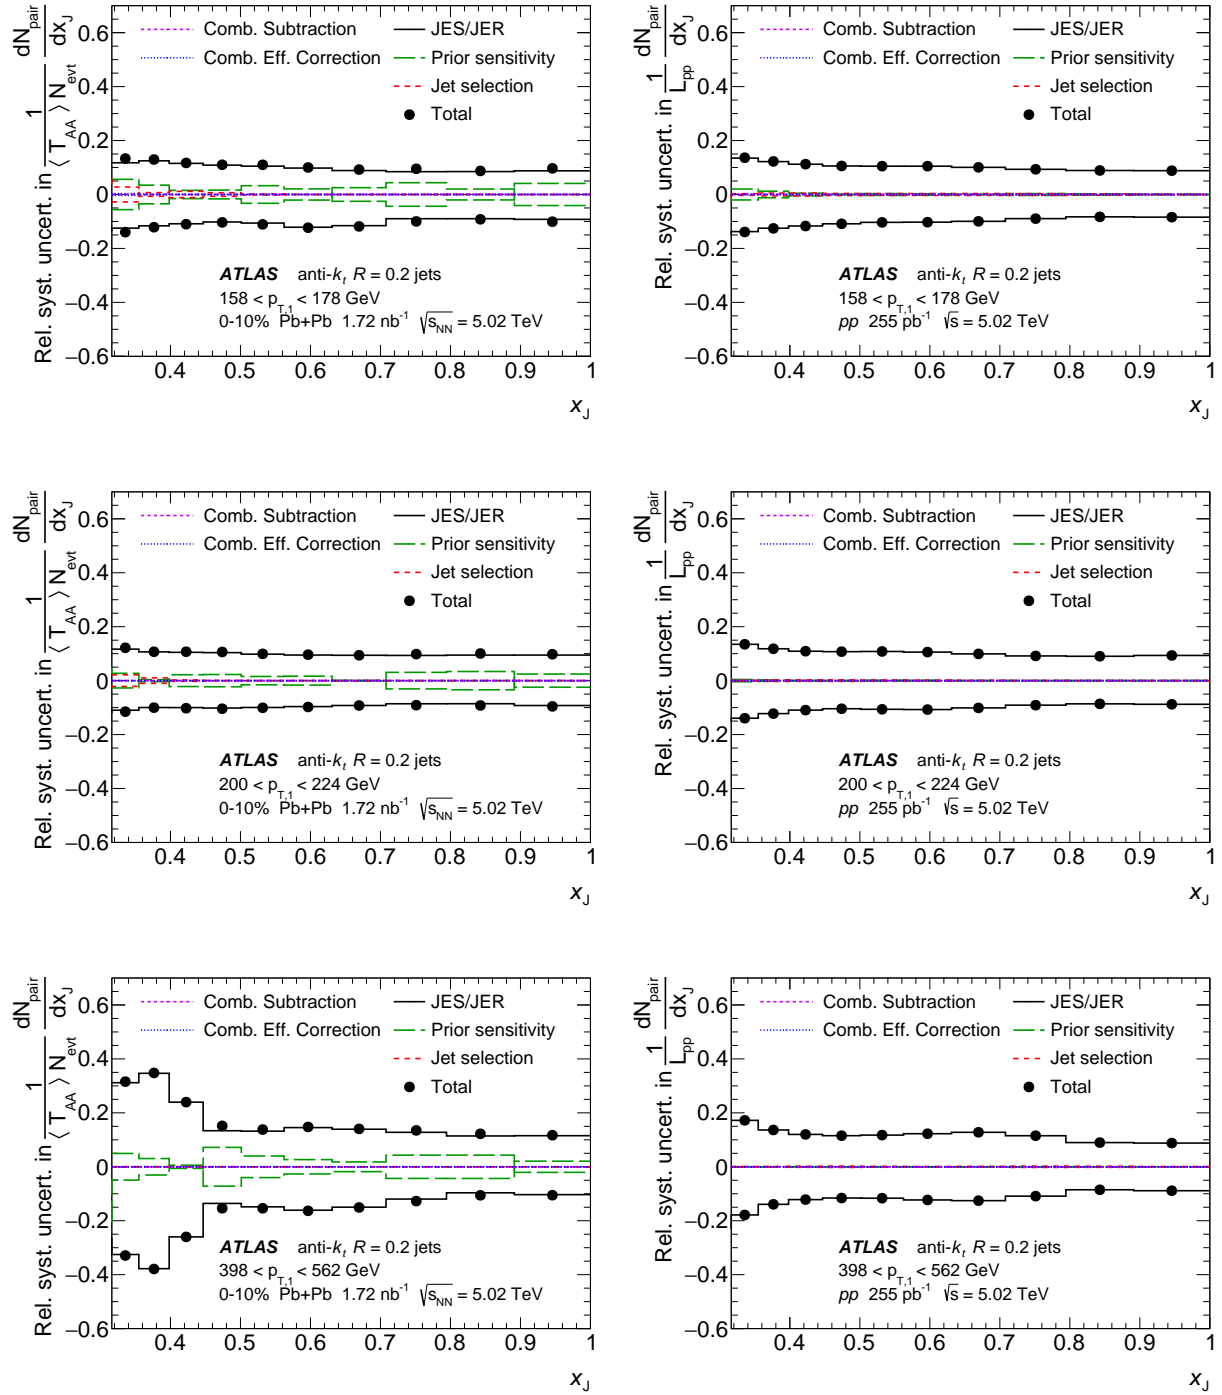 Rel. syst. uncert. in 1 / ⟨ T_AA ⟩ N_evt dN_pair / dx_J
0.6
0.4
0.2
0
−0.2
−0.4
−0.6
Comb. Subtraction
Comb. Eff. Correction
JES/JER
Prior sensitivity
Jet selection
Total
ATLAS anti-k_t R = 0.2 jets
158 < p_T,1 < 178 GeV
0-10% Pb+Pb 1.72 nb^-1 √s_NN = 5.02 TeV
0.4 0.5 0.6 0.7 0.8 0.9 1
x_J
Rel. syst. uncert. in 1 / L_pp dN_pair / dx_J
0.6
0.4
0.2
0
−0.2
−0.4
−0.6
Comb. Subtraction
Comb. Eff. Correction
JES/JER
Prior sensitivity
Jet selection
Total
ATLAS anti-k_t R = 0.2 jets
158 < p_T,1 < 178 GeV
pp 255 pb^-1 √s = 5.02 TeV
0.4 0.5 0.6 0.7 0.8 0.9 1
x_J
Rel. syst. uncert. in 1 / ⟨ T_AA ⟩ N_evt dN_pair / dx_J
0.6
0.4
0.2
0
−0.2
−0.4
−0.6
Comb. Subtraction
Comb. Eff. Correction
JES/JER
Prior sensitivity
Jet selection
Total
ATLAS anti-k_t R = 0.2 jets
200 < p_T,1 < 224 GeV
0-10% Pb+Pb 1.72 nb^-1 √s_NN = 5.02 TeV
0.4 0.5 0.6 0.7 0.8 0.9 1
x_J
Rel. syst. uncert. in 1 / L_pp dN_pair / dx_J
0.6
0.4
0.2
0
−0.2
−0.4
−0.6
Comb. Subtraction
Comb. Eff. Correction
JES/JER
Prior sensitivity
Jet selection
Total
ATLAS anti-k_t R = 0.2 jets
200 < p_T,1 < 224 GeV
pp 255 pb^-1 √s = 5.02 TeV
0.4 0.5 0.6 0.7 0.8 0.9 1
x_J
Rel. syst. uncert. in 1 / ⟨ T_AA ⟩ N_evt dN_pair / dx_J
0.6
0.4
0.2
0
−0.2
−0.4
−0.6
Comb. Subtraction
Comb. Eff. Correction
JES/JER
Prior sensitivity
Jet selection
Total
ATLAS anti-k_t R = 0.2 jets
398 < p_T,1 < 562 GeV
0-10% Pb+Pb 1.72 nb^-1 √s_NN = 5.02 TeV
0.4 0.5 0.6 0.7 0.8 0.9 1
x_J
Rel. syst. uncert. in 1 / L_pp dN_pair / dx_J
0.6
0.4
0.2
0
−0.2
−0.4
−0.6
Comb. Subtraction
Comb. Eff. Correction
JES/JER
Prior sensitivity
Jet selection
Total
ATLAS anti-k_t R = 0.2 jets
398 < p_T,1 < 562 GeV
pp 255 pb^-1 √s = 5.02 TeV
0.4 0.5 0.6 0.7 0.8 0.9 1
x_J